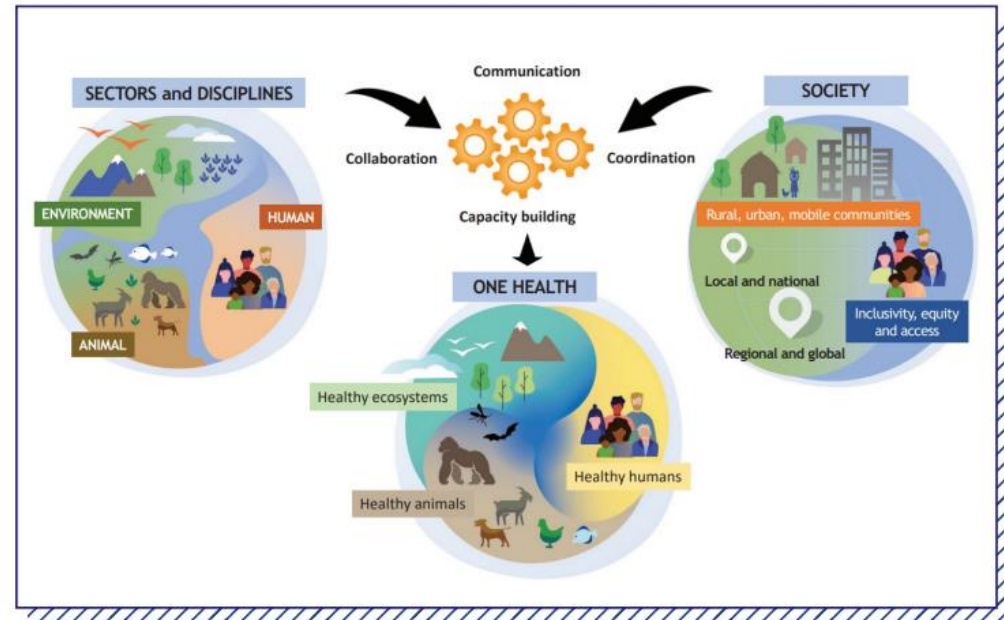 Communication
SECTORS and DISCIPLINES
SOCIETY
Collaboration
Coordination
ENVIRONMENT
HUMAN
Capacity building
Rural, urban, mobile communities
Local and national
ONE HEALTH
Inclusivity, equity
and access
ANIMAL
Regional and global
Healthy ecosystems
Healthy humans
Healthy animals